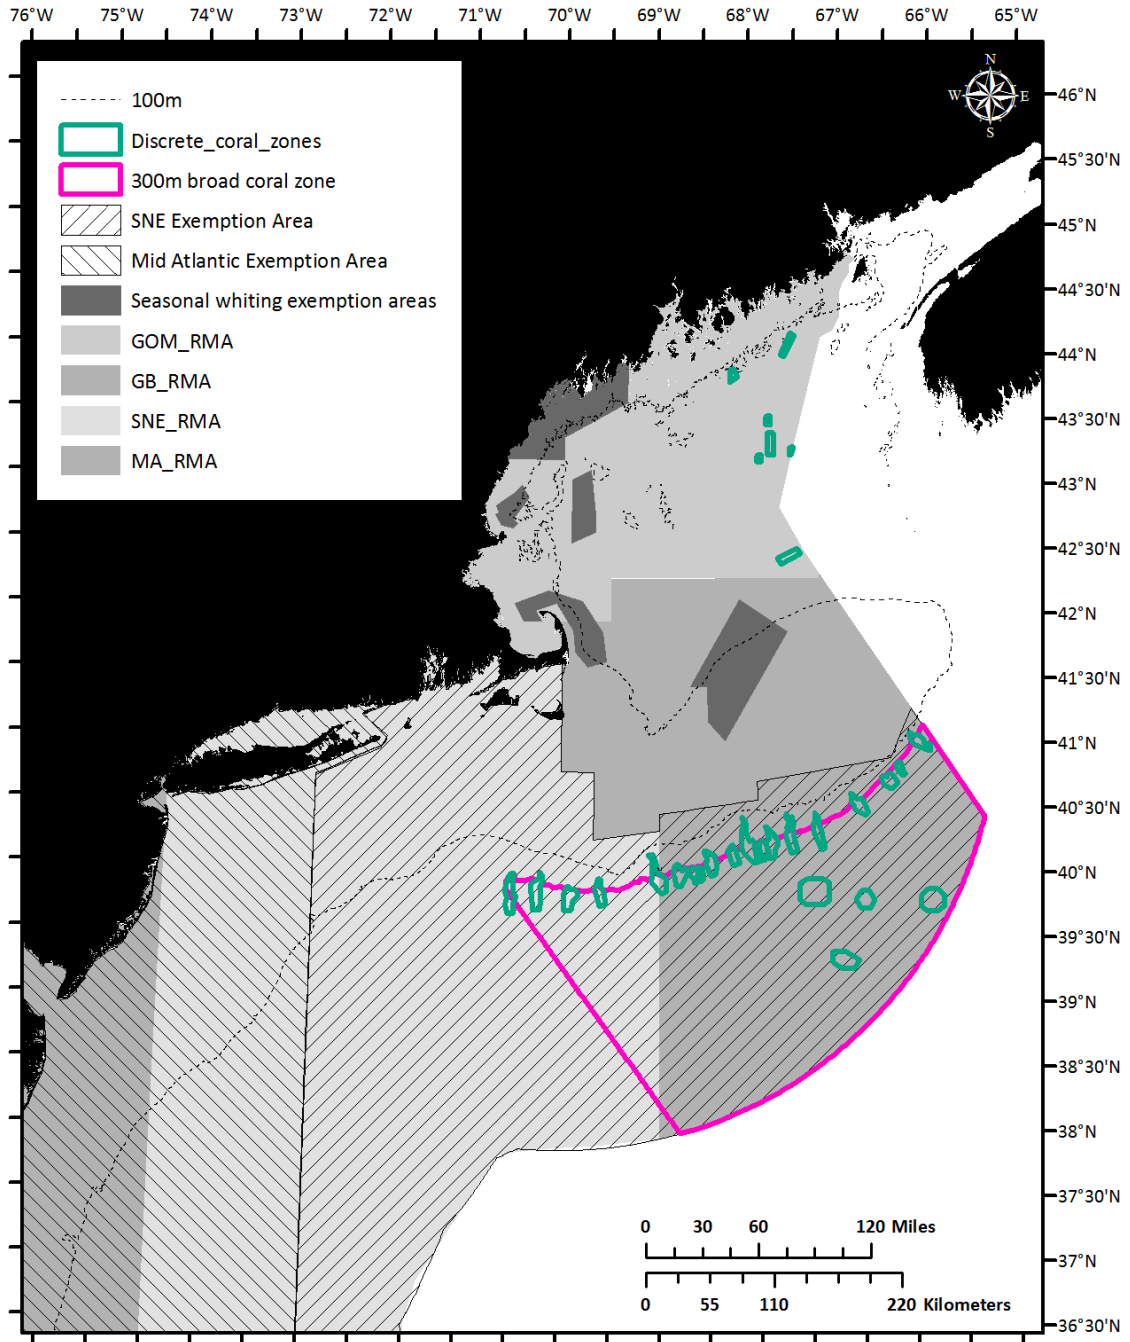 76°W 75°W 74°W 73°W 72°W 71°W 70°W 69°W 68°W 67°W 66°W 65°W
100m
Discrete_coral_zones
300m broad coral zone
SNE Exemption Area
Mid Atlantic Exemption Area
Seasonal whiting exemption areas
GOM_RMA
GB_RMA
SNE_RMA
MA_RMA
N
W E
S
46°N
45°30'N
45°N
44°30'N
44°N
43°30'N
43°N
42°30'N
42°N
41°30'N
41°N
40°30'N
40°N
39°30'N
39°N
38°30'N
38°N
37°30'N
37°N
36°30'N
0 30 60 120 Miles
0 55 110 220 Kilometers